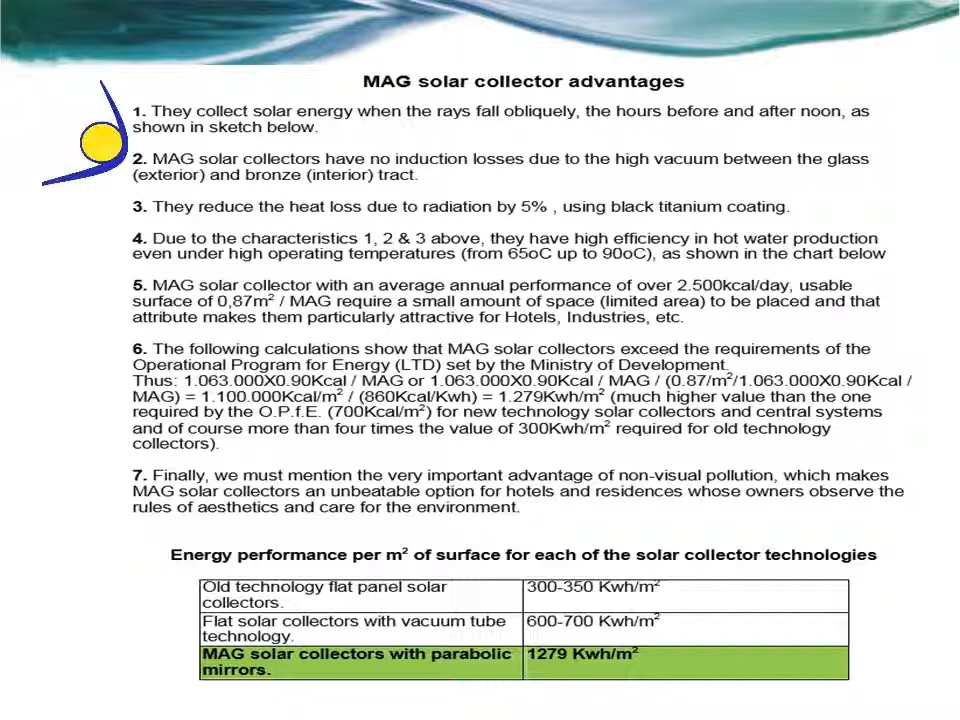 MAG solar collector advantages
1. They collect solar energy when the rays fall obliquely, the hours before and after noon, as
shown in sketch below.
2. MAG solar collectors have no induction losses due to the high vacuum between the glass
(exterior) and bronze (interior) tract.
3. They reduce the heat loss due to radiation by 5% , using black titanium coating.
4. Due to the characteristics 1, 2 & 3 above, they have high efficiency in hot water production
even under high operating temperatures (from 65oC up to 90oC), as shown in the chart below
5. MAG solar collector with an average annual performance of over 2.500kcal/day, usable
surface of 0,87m² / MAG require a small amount of space (limited area) to be placed and that
attribute makes them particularly attractive for Hotels, Industries, etc.
6. The following calculations show that MAG solar collectors exceed the requirements of the
Operational Program for Energy (LTD) set by the Ministry of Development.
Thus: 1.063.000X0.90Kcal / MAG or 1.063.000X0.90Kcal / MAG / (0.87/m²/1.063.000X0.90Kcal /
MAG) = 1.100.000Kcal/m² / (860Kcal/Kwh) = 1.279Kwh/m² (much higher value than the one
required by the O.P.f.E. (700Kcal/m²) for new technology solar collectors and central systems
and of course more than four times the value of 300Kwh/m² required for old technology
collectors).
7. Finally, we must mention the very important advantage of non-visual pollution, which makes
MAG solar collectors an unbeatable option for hotels and residences whose owners observe the
rules of aesthetics and care for the environment.
Energy performance per m² of surface for each of the solar collector technologies
Old technology flat panel solar
collectors.
300-350 Kwh/m²
Flat solar collectors with vacuum tube
technology.
600-700 Kwh/m²
MAG solar collectors with parabolic
mirrors.
1279 Kwh/m²